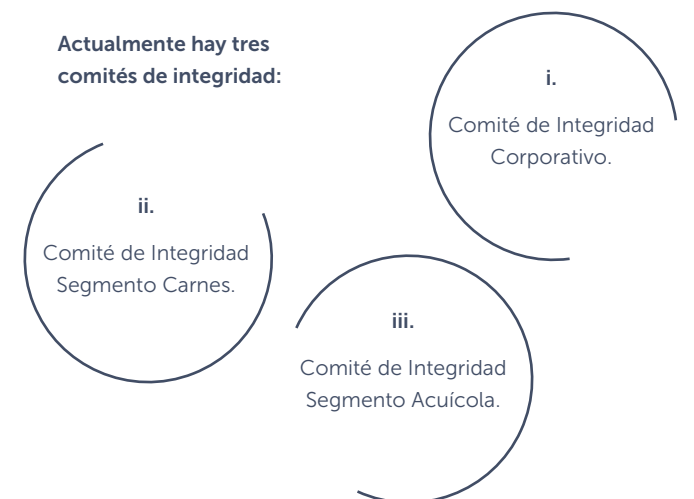 Actualmente hay tres
comités de integridad:
i.
Comité de Integridad
Corporativo.
ii.
Comité de Integridad
Segmento Carnes.
iii.
Comité de Integridad
Segmento Acuícola.